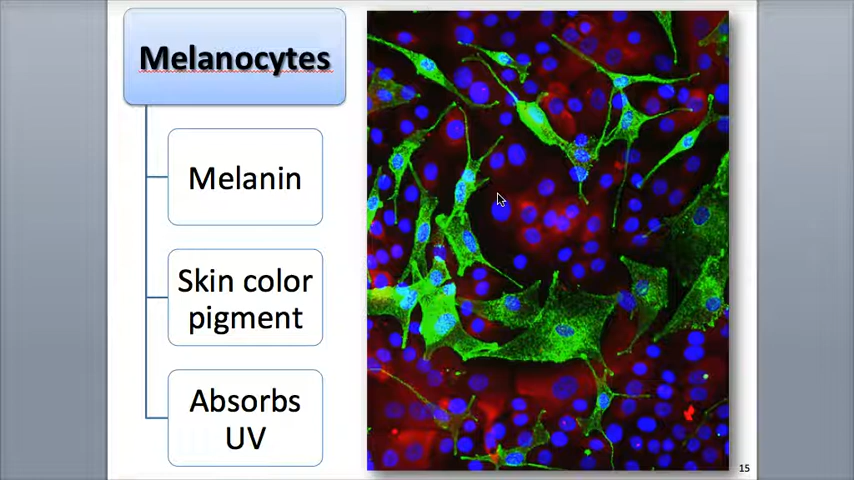 Melanocytes
Melanin
Skin color
pigment
Absorbs
UV
15